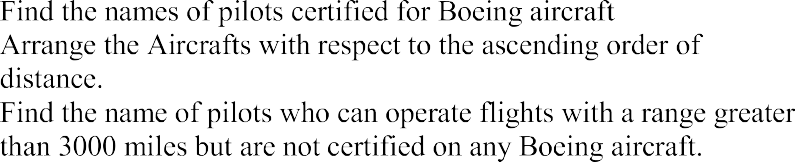 Find the names of pilots certified for Boeing aircraft
Arrange the Aircrafts with respect to the ascending order of
distance.
Find the name of pilots who can operate flights with a range greater
than 3000 miles but are not certified on any Boeing aircraft.